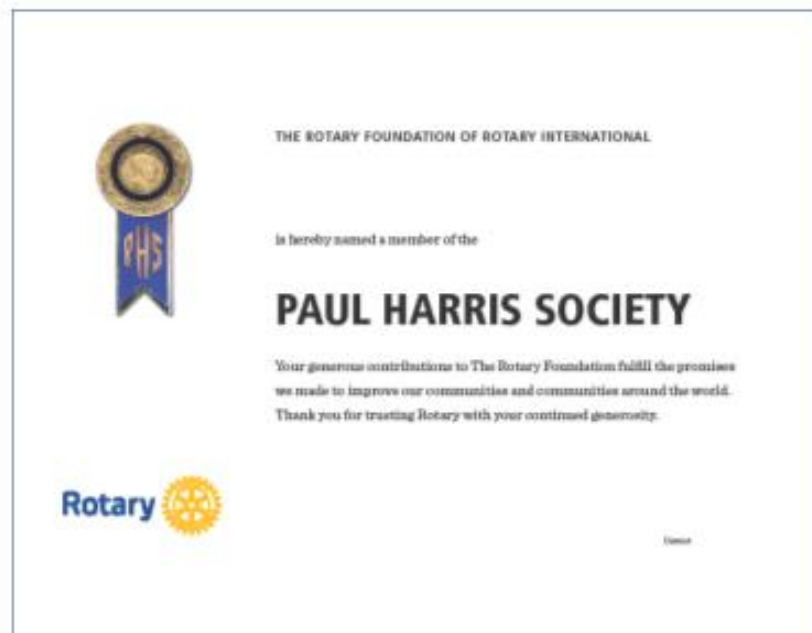 THE ROTARY FOUNDATION OF ROTARY INTERNATIONAL
is hereby named a member of the
PHS
PAUL HARRIS SOCIETY
Your generous contributions to The Rotary Foundation fulfill the promises
we made to improve our communities and communities around the world.
Thank you for trusting Rotary with your continued generosity.
Rotary